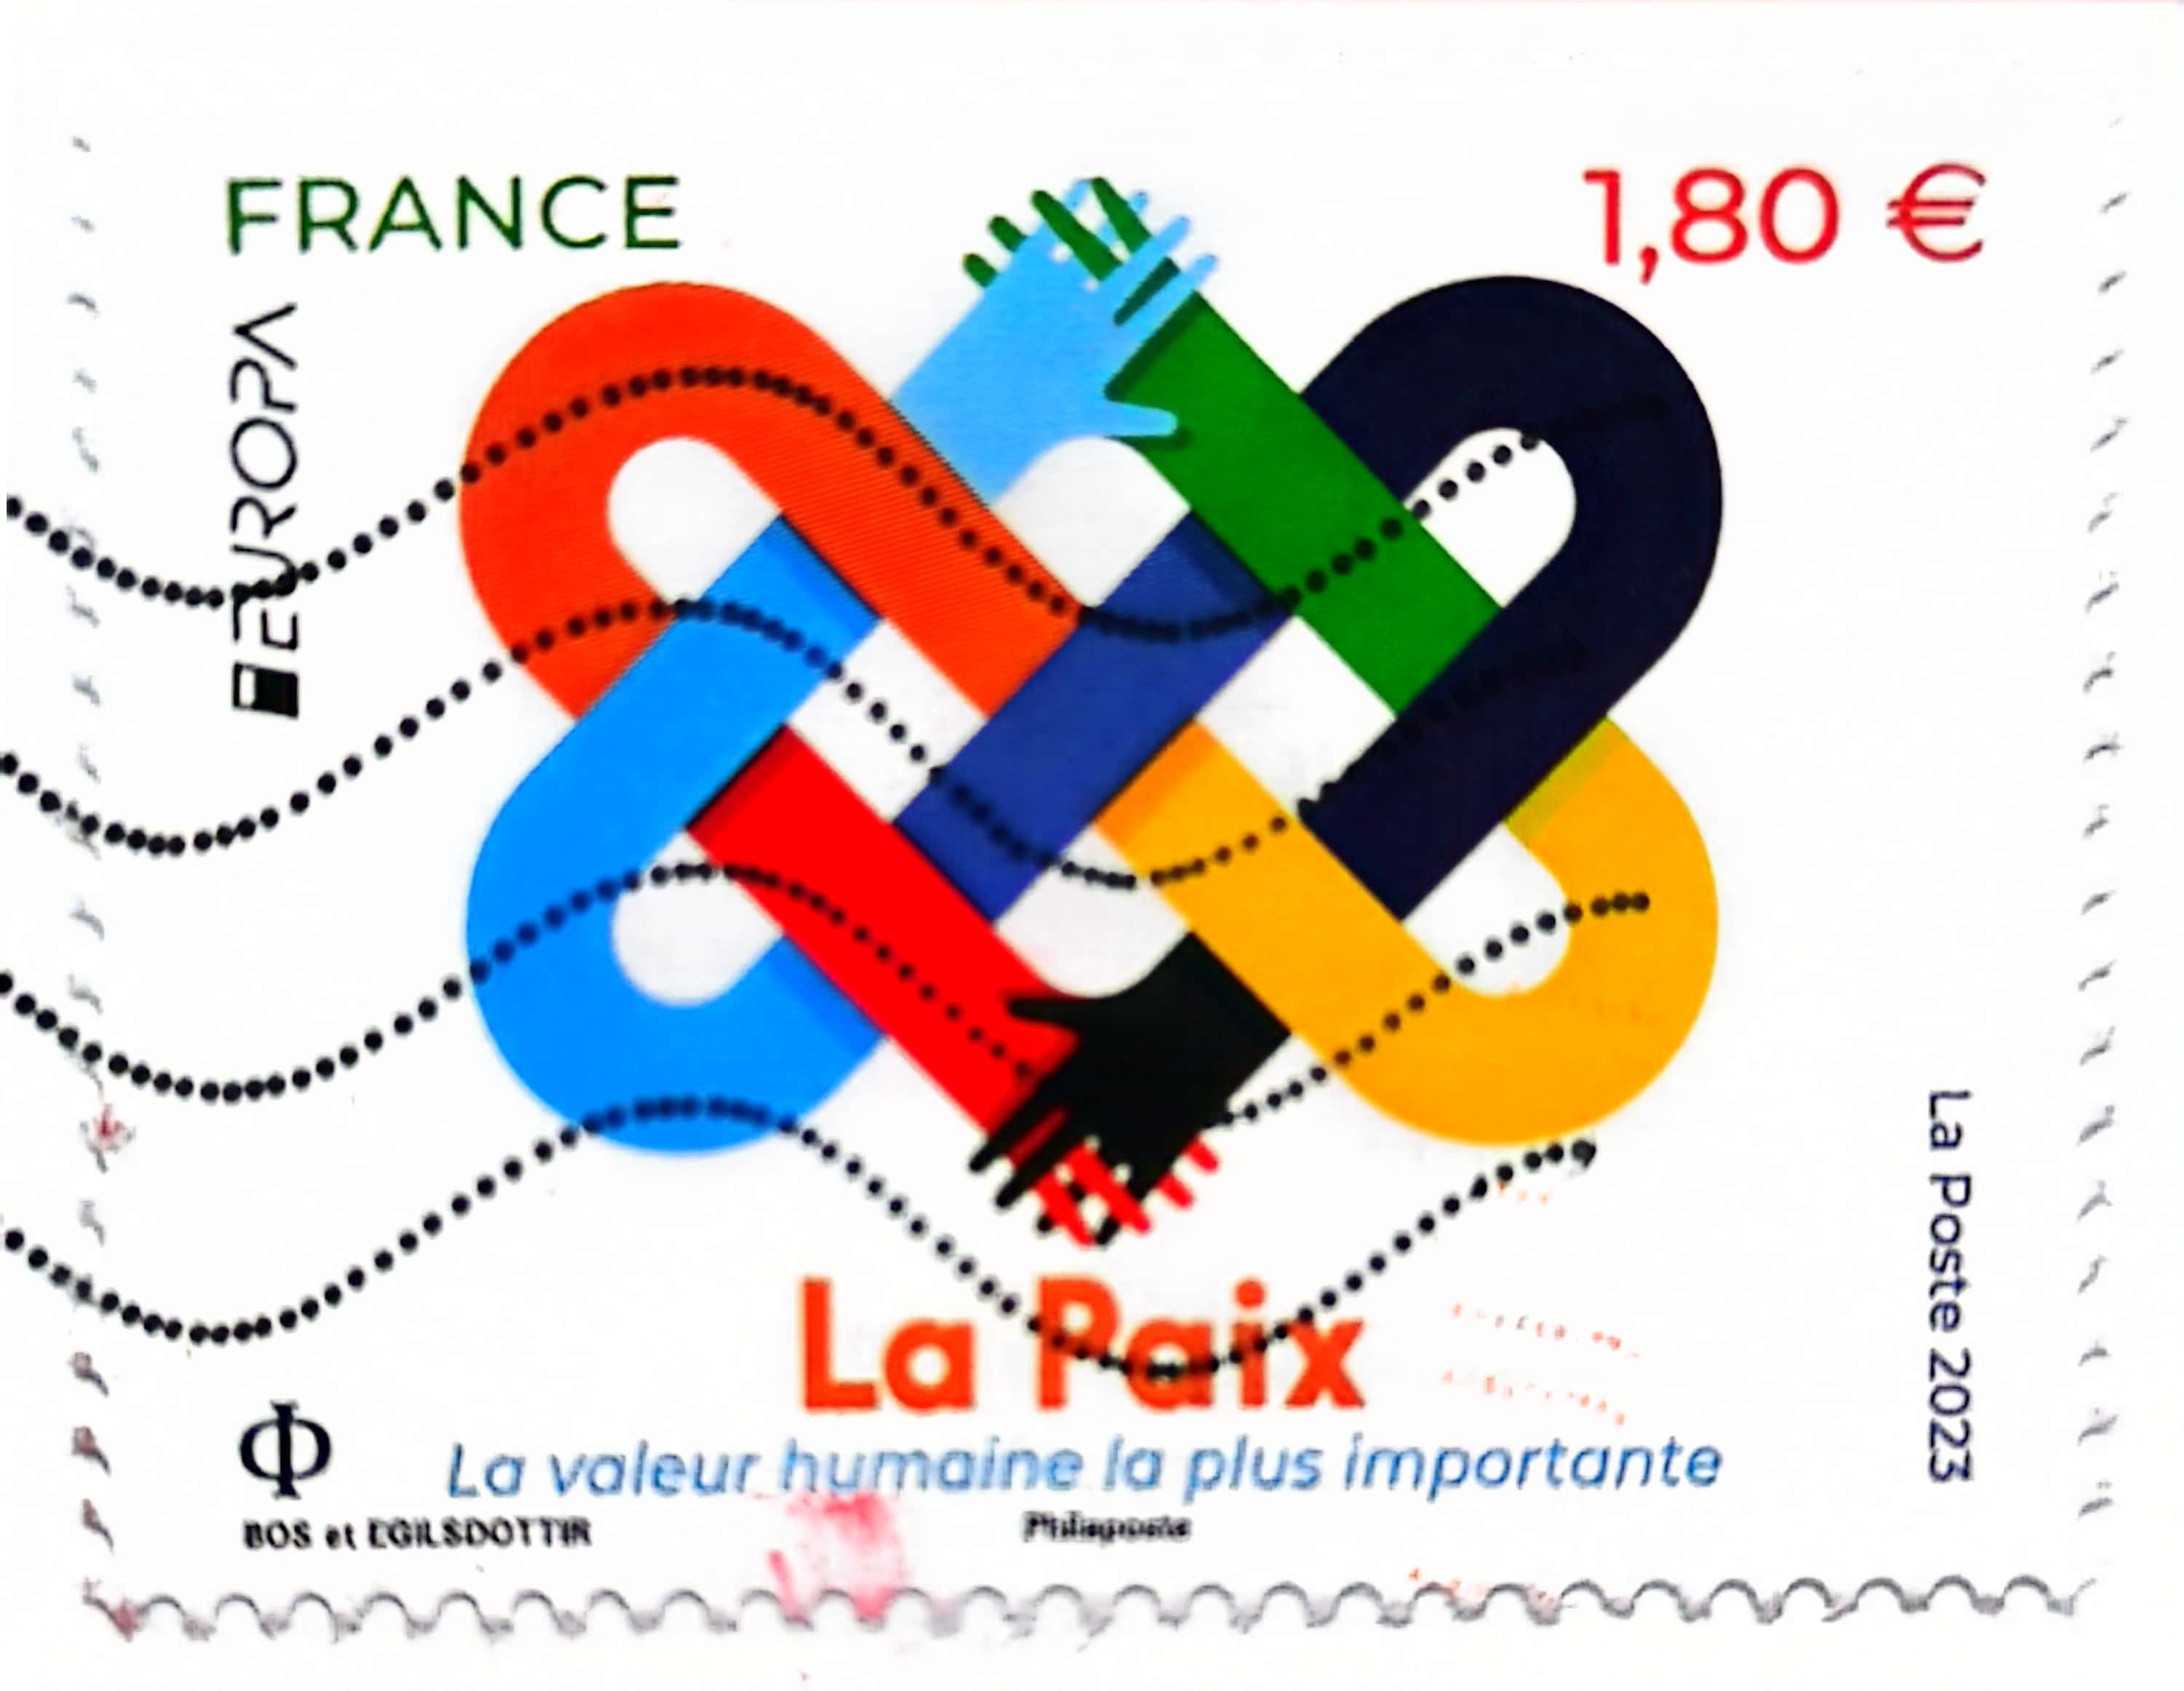 FRANCE
1,80 €
EUROPA
La Paix
La valeur humaine la plus importante
BOS et EGILSDOTTIR
Philaposte
La Poste 2023